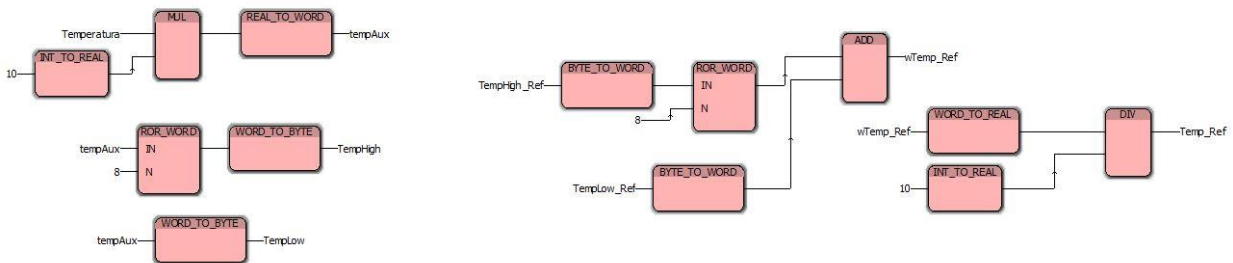 MUL
REAL_TO_WORD
Temperatura
tempAux
INT_TO_REAL
10
ROR_WORD
WORD_TO_BYTE
tempAux
IN
TempHigh
8
N
WORD_TO_BYTE
tempAux
TempLow
ADD
wTemp_Ref
BYTE_TO_WORD
ROR_WORD
TempHigh_Ref
IN
N
8
BYTE_TO_WORD
TempLow_Ref
WORD_TO_REAL
DIV
wTemp_Ref
Temp_Ref
INT_TO_REAL
10